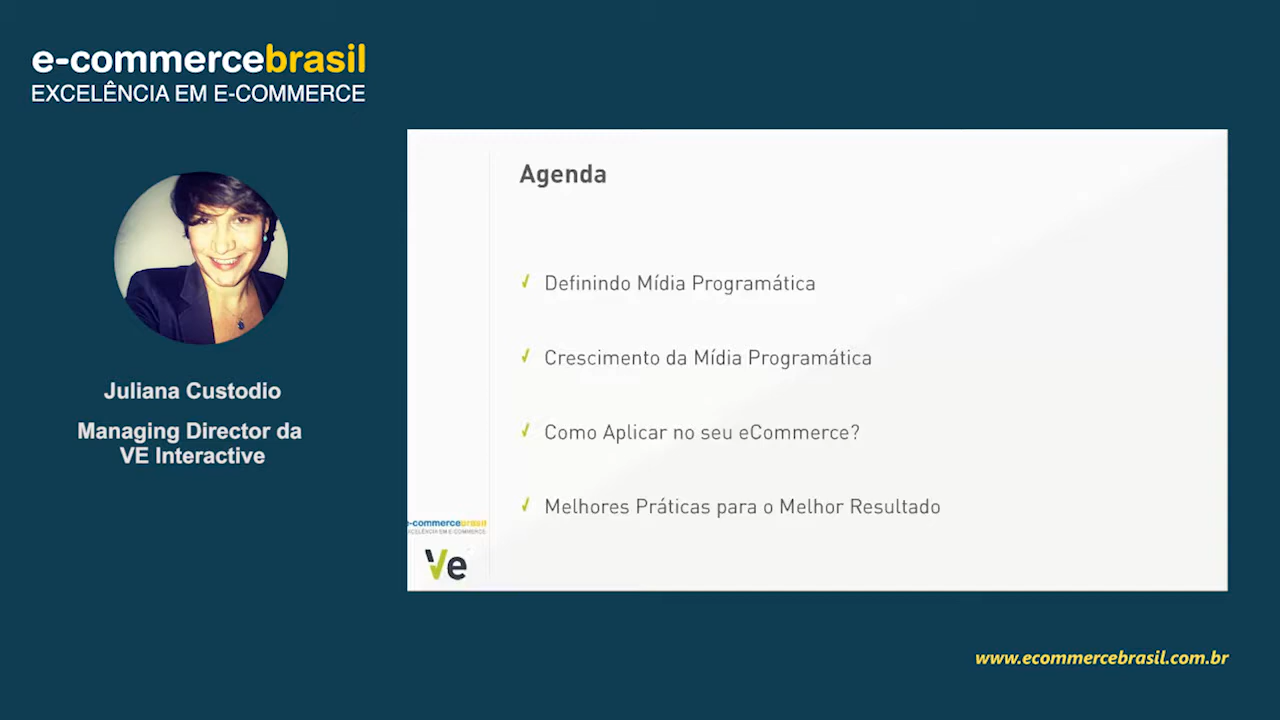 e-commercebrasil
EXCELÊNCIA EM E-COMMERCE
Juliana Custodio
Managing Director da
VE Interactive
Agenda
Definindo Mídia Programática
Crescimento da Mídia Programática
Como Aplicar no seu eCommerce?
Melhores Práticas para o Melhor Resultado
e-commercebrasil
EXCELÊNCIA EM E-COMMERCE
Ve
www.ecommercebrasil.com.br